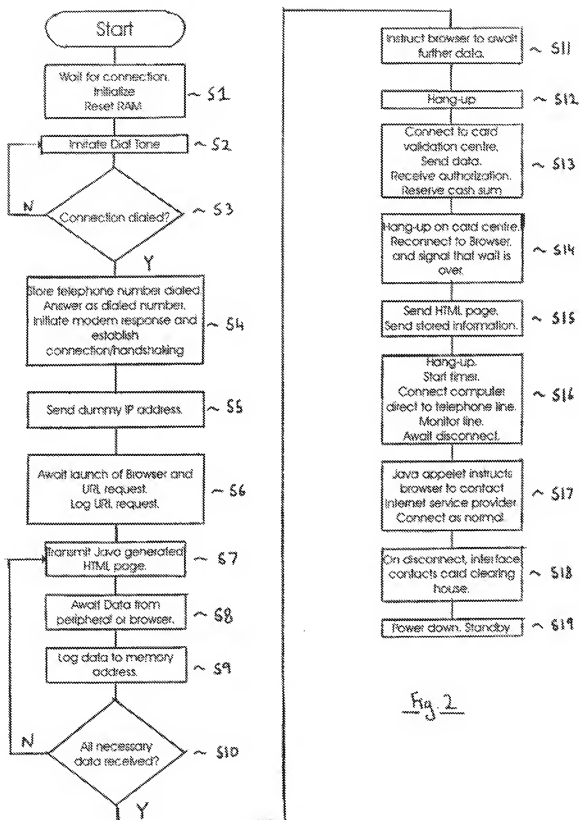 Start
Wait for connection.
Initialize
Reset RAM
~ S1
Imitate Dial Tone
~ S2
N
Connection dialed?
~ S3
Y
Store telephone number dialed
Answer as dialed number.
Initiate modem response and
establish
connection/handshaking
~ S4
Send dummy IP address.
~ S5
Await launch of Browser and
URL request.
Log URL request.
~ S6
Transmit Java generated
HTML page.
~ S7
Await Data from
peripheral or browser.
~ S8
Log data to memory
address.
~ S9
N
All necessary
data received?
~ S10
Y
Instruct browser to await
further data.
~ S11
Hang-up
~ S12
Connect to card
validation centre,
Send data.
Receive authorization.
Reserve cash sum
~ S13
Hang-up on card centre.
Reconnect to Browser,
and signal that wait is
over.
~ S14
Send HTML page.
Send stored information.
~ S15
Hang-up.
Start timer.
Connect computer
direct to telephone line.
Monitor line.
Await disconnect.
~ S16
Java appelet instructs
browser to contact
Internet service provider
Connect as normal.
~ S17
On disconnect, interface
contacts card clearing
house.
~ S18
Power down. Standby
~ S19
Fig. 2